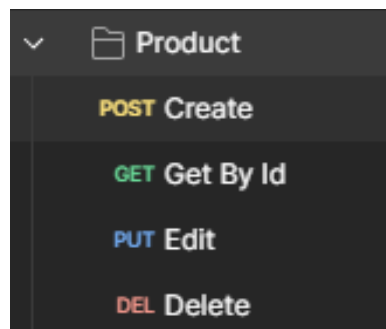 Product
POST Create
GET Get By Id
PUT Edit
DEL Delete